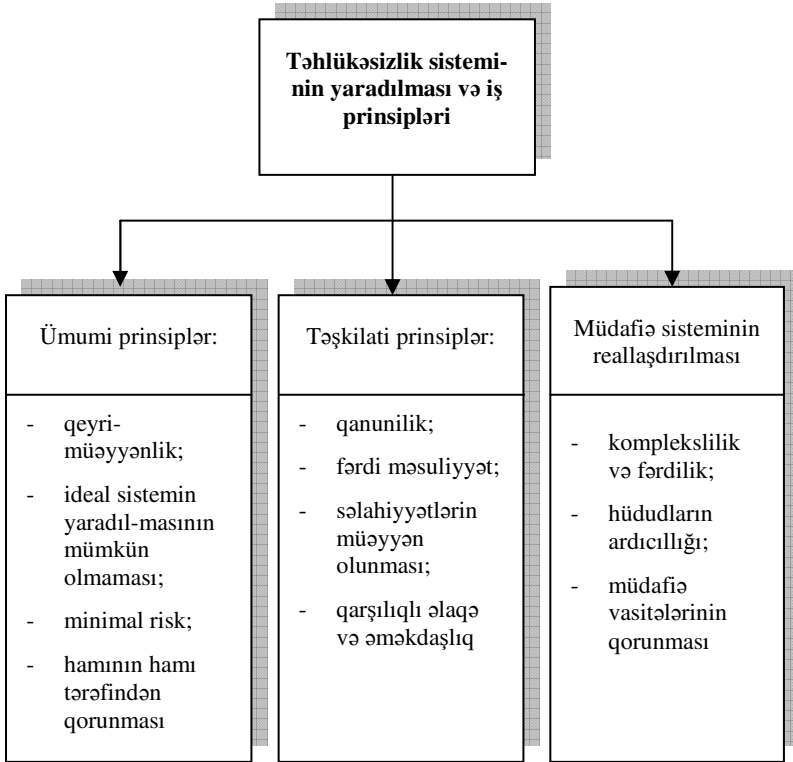 Təhlükəsizlik sistemi-
nin yaradılması və iş
prinsipləri
Ümumi prinsiplər:
- qeyri-
müəyyənlik;
- ideal sistemin
yaradıl-masının
mümkün
olmaması;
- minimal risk;
- hamının hamı
tərəfindən
qorunması
Təşkilati prinsiplər:
- qanunilik;
- fərdi məsuliyyət;
- səlahiyyətlərin
müəyyən
olunması;
- qarşılıqlı əlaqə
və əməkdaşlıq
Müdafiə sisteminin
reallaşdırılması
- komplekslilik
və fərdilik;
- hüdudların
ardıcıllığı;
- müdafiə
vasitələrinin
qorunması